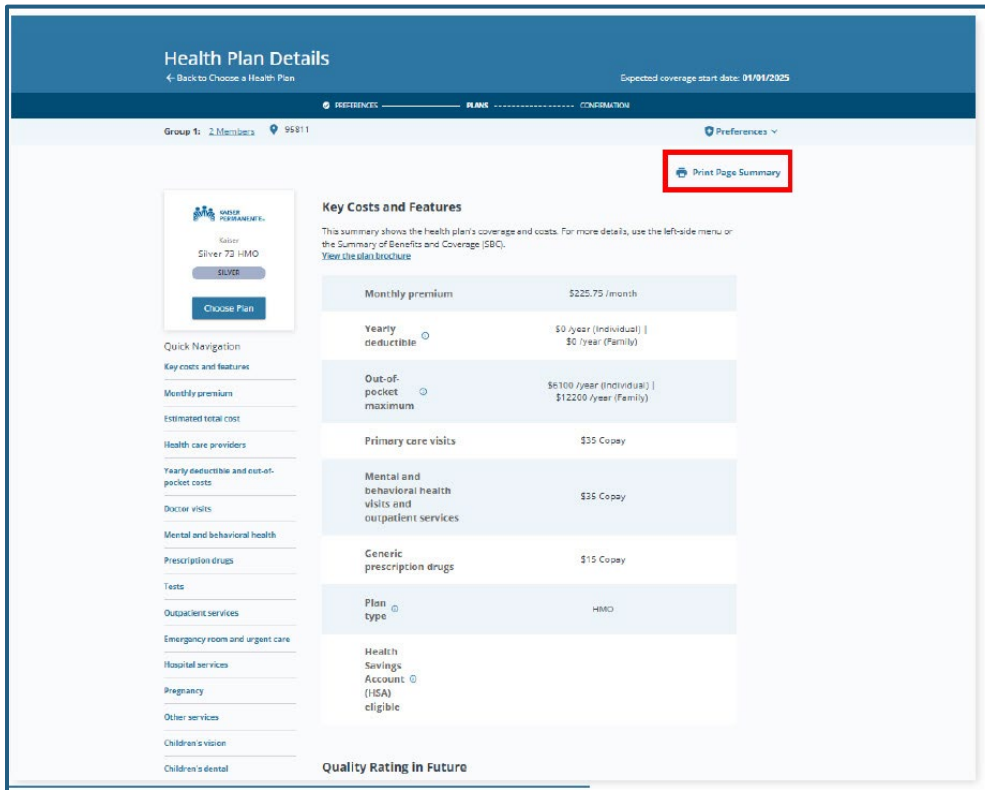 Health Plan Details
← Back to Choose a Health Plan
Expected coverage start date: 01/01/2025
PREFERENCES
PLANS
CONFIRMATION
Group 1: 2 Members 95811
Preferences
Print Page Summary
KAISER PERMANENTE®
Kaiser
Silver 73 HMO
SILVER
Choose Plan
Quick Navigation
Key costs and features
Monthly premium
Estimated total cost
Health care providers
Yearly deductible and out-of-
pocket costs
Doctor visits
Mental and behavioral health
Prescription drugs
Tests
Outpatient services
Emergency room and urgent care
Hospital services
Pregnancy
Other services
Children's vision
Children's dental
Key Costs and Features
This summary shows the health plan's coverage and costs. For more details, use the left-side menu or
the Summary of Benefits and Coverage (SBC).
View the plan brochure
Monthly premium $225.75 /month
Yearly
deductible
$0 /year (Individual) |
$0 /year (Family)
Out-of-
pocket
maximum
$6100 /year (Individual) |
$12200 /year (Family)
Primary care visits $35 Copay
Mental and
behavioral health
visits and
outpatient services
$35 Copay
Generic
prescription drugs
$15 Copay
Plan
type
HMO
Health
Savings
Account
(HSA)
eligible
Quality Rating in Future